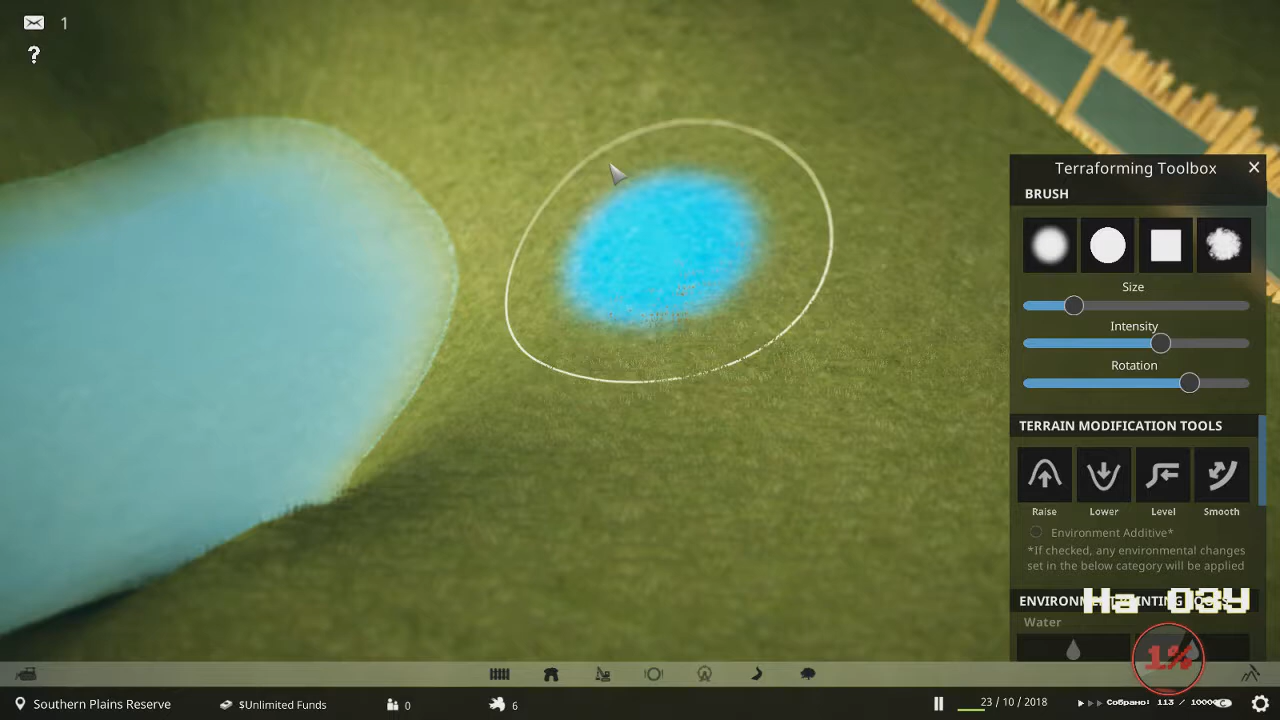 1
?
Terraforming Toolbox
BRUSH
Size
Intensity
Rotation
TERRAIN MODIFICATION TOOLS
Raise Lower Level Smooth
Environment Additive*
*If checked, any environmental changes
set in the below category will be applied
На ОЗУ
Water
1%
Southern Plains Reserve
$Unlimited Funds
0
6
23 / 10 / 2018
Собрано: 113 /